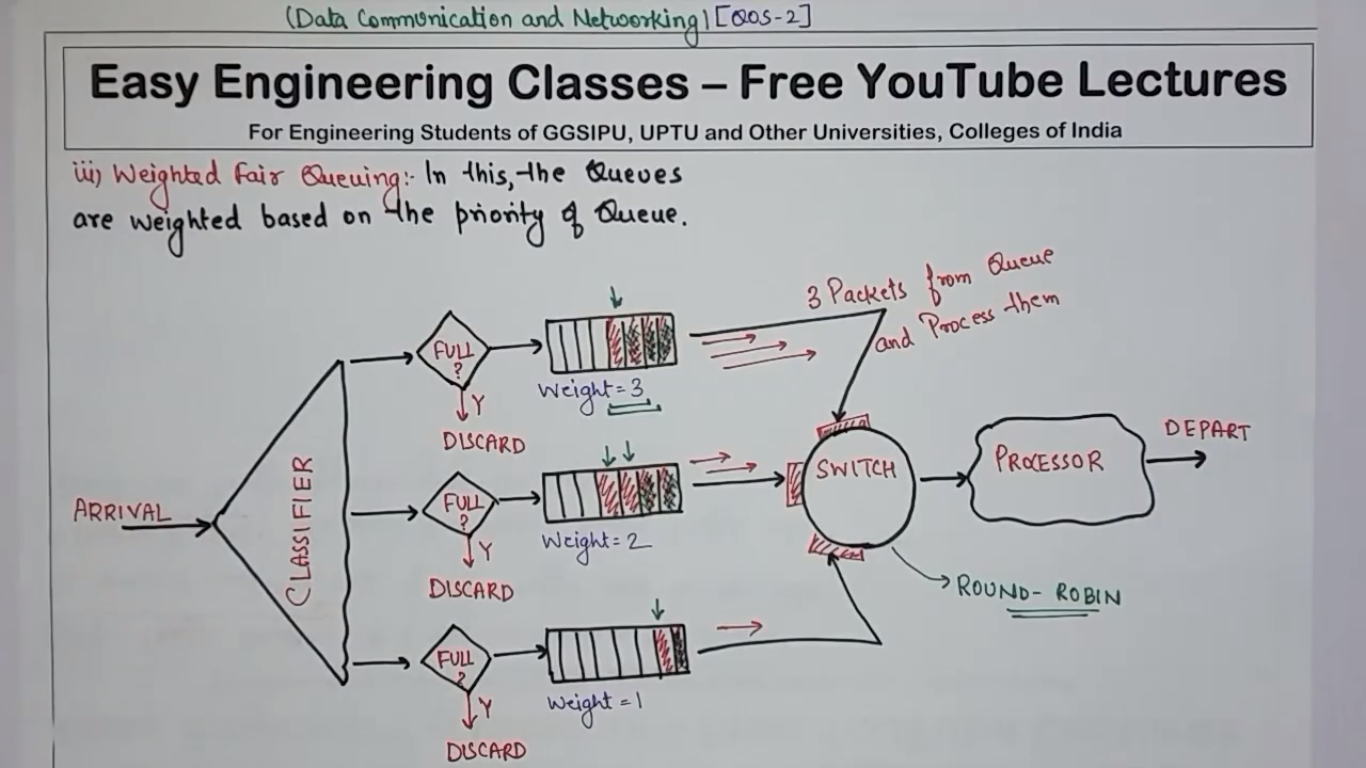 (Data Communication and Networking) [QOS-2]
Easy Engineering Classes – Free YouTube Lectures
For Engineering Students of GGSIPU, UPTU and Other Universities, Colleges of India
iii) Weighted Fair Queuing:- In this, the Queues
are weighted based on the priority of Queue.
3 Packets from Queue
and Process them
FULL
?
Y
DISCARD
Weight=3
ARRIVAL
CLASSIFIER
FULL
?
Y
DISCARD
Weight=2
SWITCH
PROCESSOR
DEPART
ROUND-ROBIN
FULL
?
Y
DISCARD
Weight=1